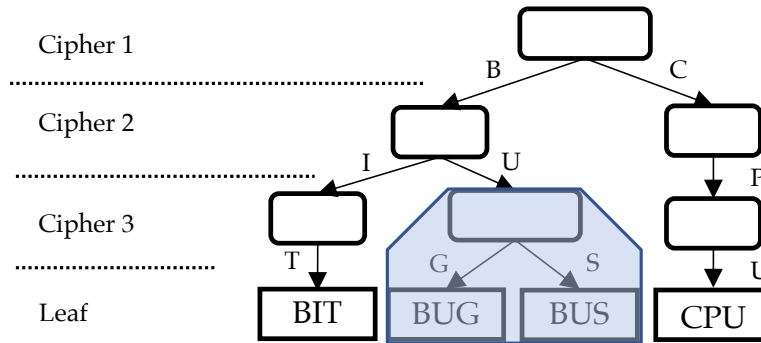 Cipher 1
B C
Cipher 2
I U P
Cipher 3
T G S U
Leaf BIT BUG BUS CPU